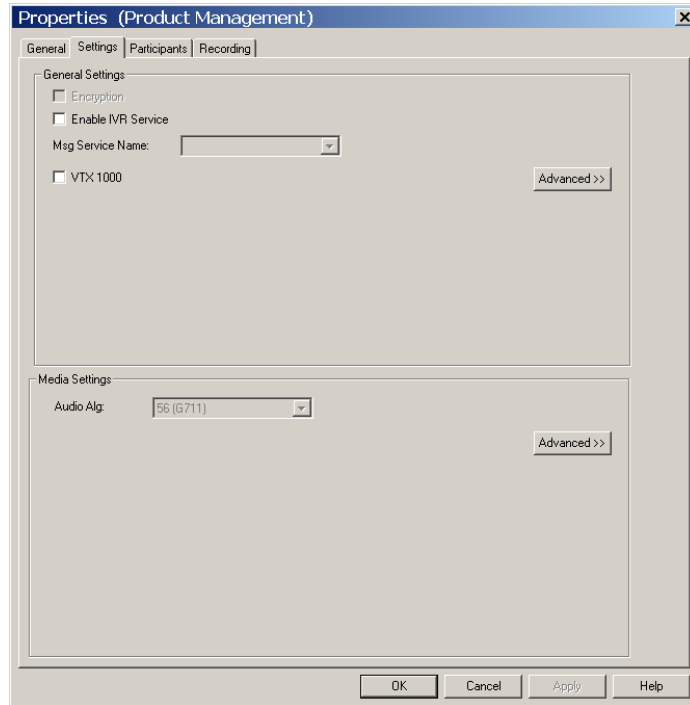 Properties (Product Management)
General Settings Participants Recording
General Settings
Encryption
Enable IVR Service
Msg Service Name:
VTX 1000 Advanced >>
Media Settings
Audio Alg: 56 (G711)
Advanced >>
OK Cancel Apply Help